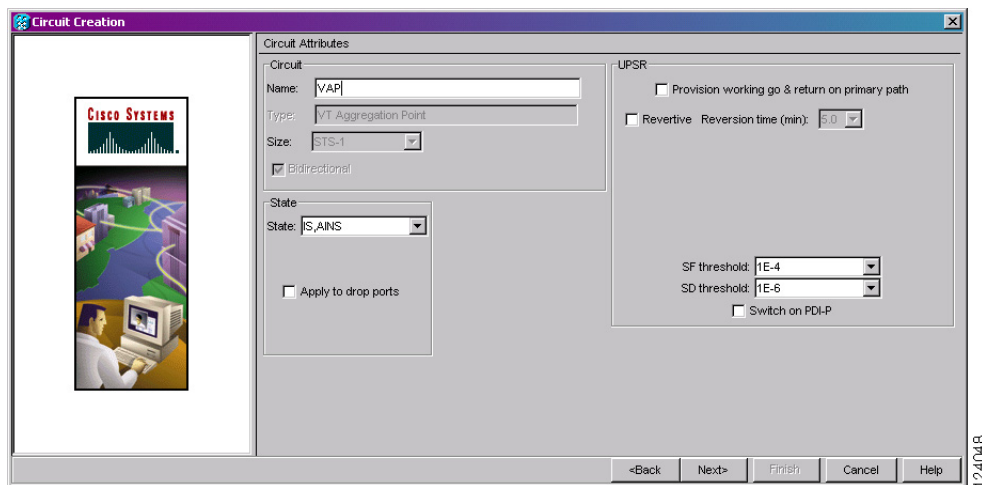 Circuit Creation
CISCO SYSTEMS
Circuit Attributes
Circuit
Name: VAP
Type: VT Aggregation Point
Size: STS-1
Bidirectional
State
State: IS,AINS
Apply to drop ports
UPSR
Provision working go & return on primary path
Revertive Reversion time (min): 5.0
SF threshold: 1E-4
SD threshold: 1E-6
Switch on PDI-P
<Back Next> Finish Cancel Help
124048